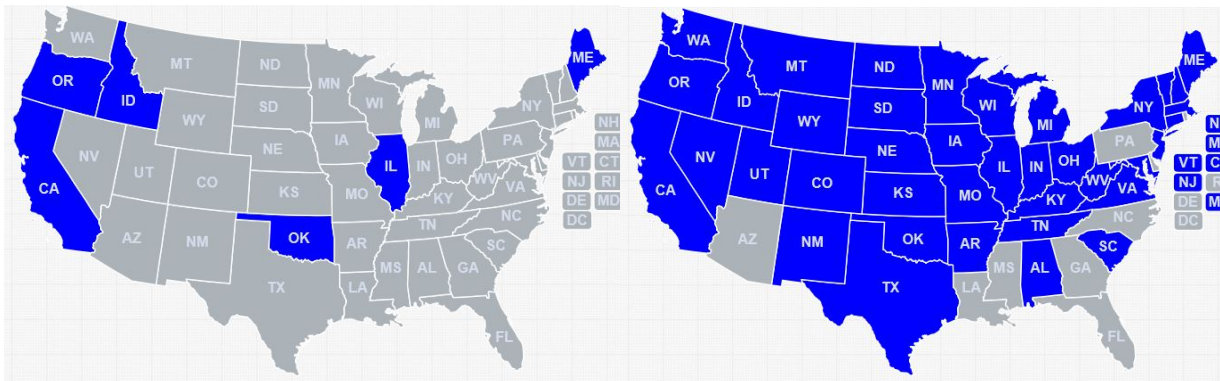 WA
ME
MT
ND
OR
MN
ID
SD
WI
NY
MI
WY
NH
IA
PA
MA
NE
NV
IL
IN
OH
VT CT
UT
CO
WV
CA
NJ RI
KS
MO
VA
KY
DE MD
NC
TN
DC
OK
AZ
NM
AR
SC
MS
AL
GA
TX
LA
FL
WA
ME
MT
ND
OR
MN
ID
SD
WI
NY
MI
WY
IA
PA
NE
NV
IL
IN
OH
VT
UT
CO
WV
CA
NJ
KS
MO
VA
KY
DE
NC
TN
DC
OK
AZ
NM
AR
SC
MS
AL
GA
TX
LA
FL